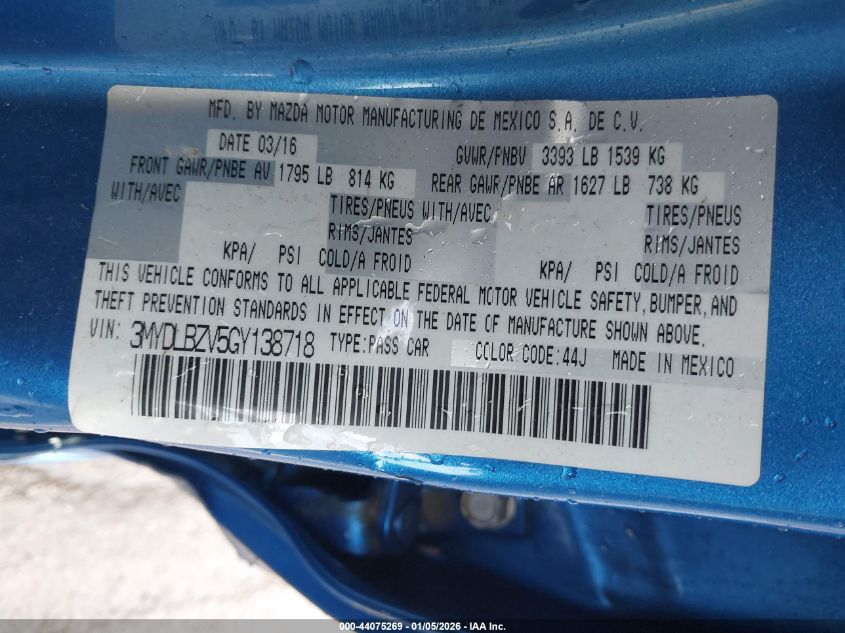 MFD. BY MAZDA MOTOR MANUFACTURING DE MEXICO S.A. DE C.V.
DATE 03/16 GVWR/PNBV 3393 LB 1539 KG
FRONT GAWR/PNBE AV 1795 LB 814 KG REAR GAWR/PNBE AR 1627 LB 738 KG
WITH/AVEC TIRES/PNEUS WITH/AVEC TIRES/PNEUS
RIMS/JANTES RIMS/JANTES
KPA/ PSI COLD/A FROID KPA/ PSI COLD/A FROID
THIS VEHICLE CONFORMS TO ALL APPLICABLE FEDERAL MOTOR VEHICLE SAFETY, BUMPER, AND
THEFT PREVENTION STANDARDS IN EFFECT ON THE DATE OF MANUFACTURE SHOWN ABOVE.
VIN: 3MYDLBZV5GY138718 TYPE:PASS CAR COLOR CODE:44J MADE IN MEXICO
000-44075269 - 01/05/2026 - IAA Inc.